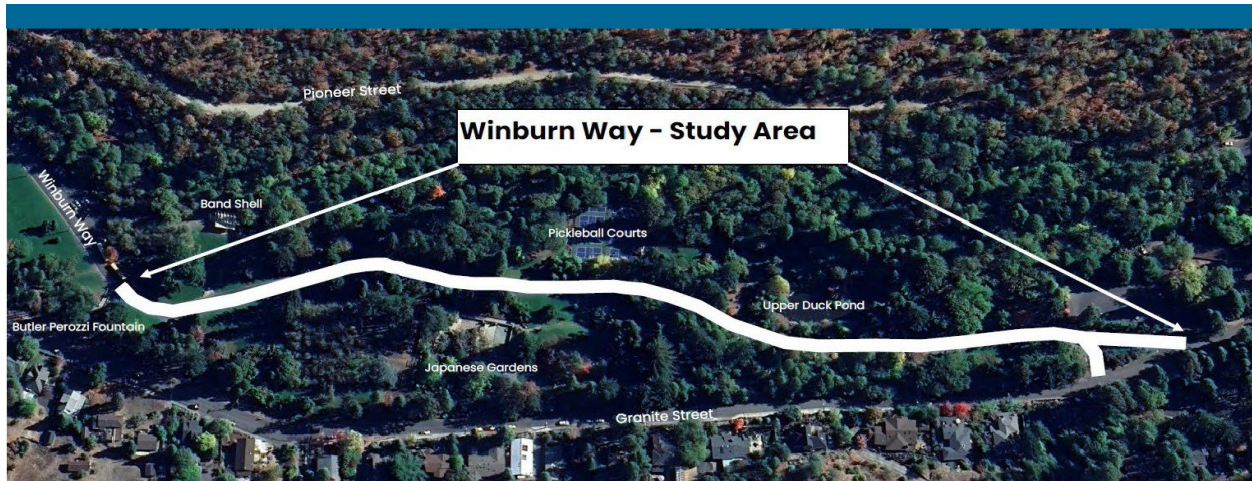 Pioneer Street
Winburn Way - Study Area
Winburn Way
Band Shell
Pickleball Courts
Upper Duck Pond
Butler Perozzi Fountain
Japanese Gardens
Granite Street